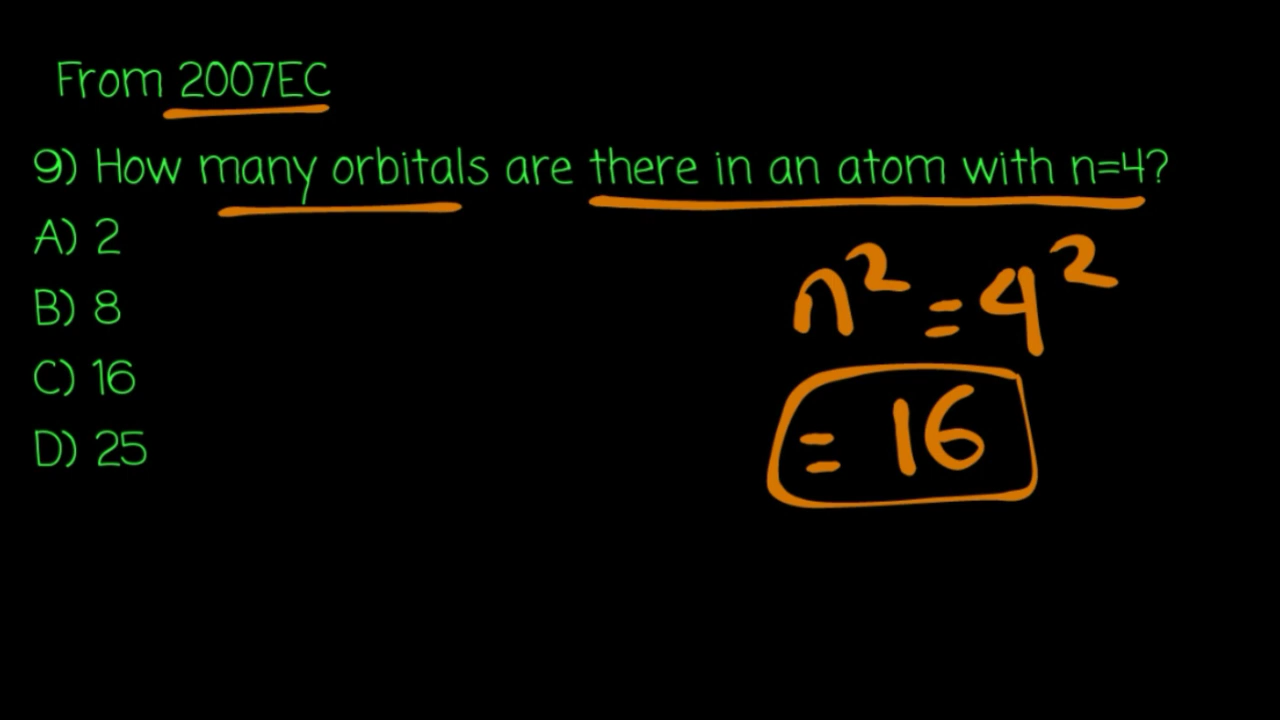 From 2007EC
9) How many orbitals are there in an atom with n=4?
A) 2
B) 8
C) 16
D) 25
n² = 4²
= 16